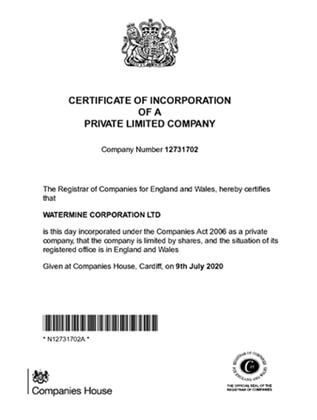 CERTIFICATE OF INCORPORATION
OF A
PRIVATE LIMITED COMPANY
Company Number 12731702
The Registrar of Companies for England and Wales, hereby certifies
that
WATERMINE CORPORATION LTD
is this day incorporated under the Companies Act 2006 as a private
company, that the company is limited by shares, and the situation of its
registered office is in England and Wales
Given at Companies House, Cardiff, on 9th July 2020
* N12731702A *
Companies House
THE OFFICIAL SEAL OF THE
REGISTRAR OF COMPANIES